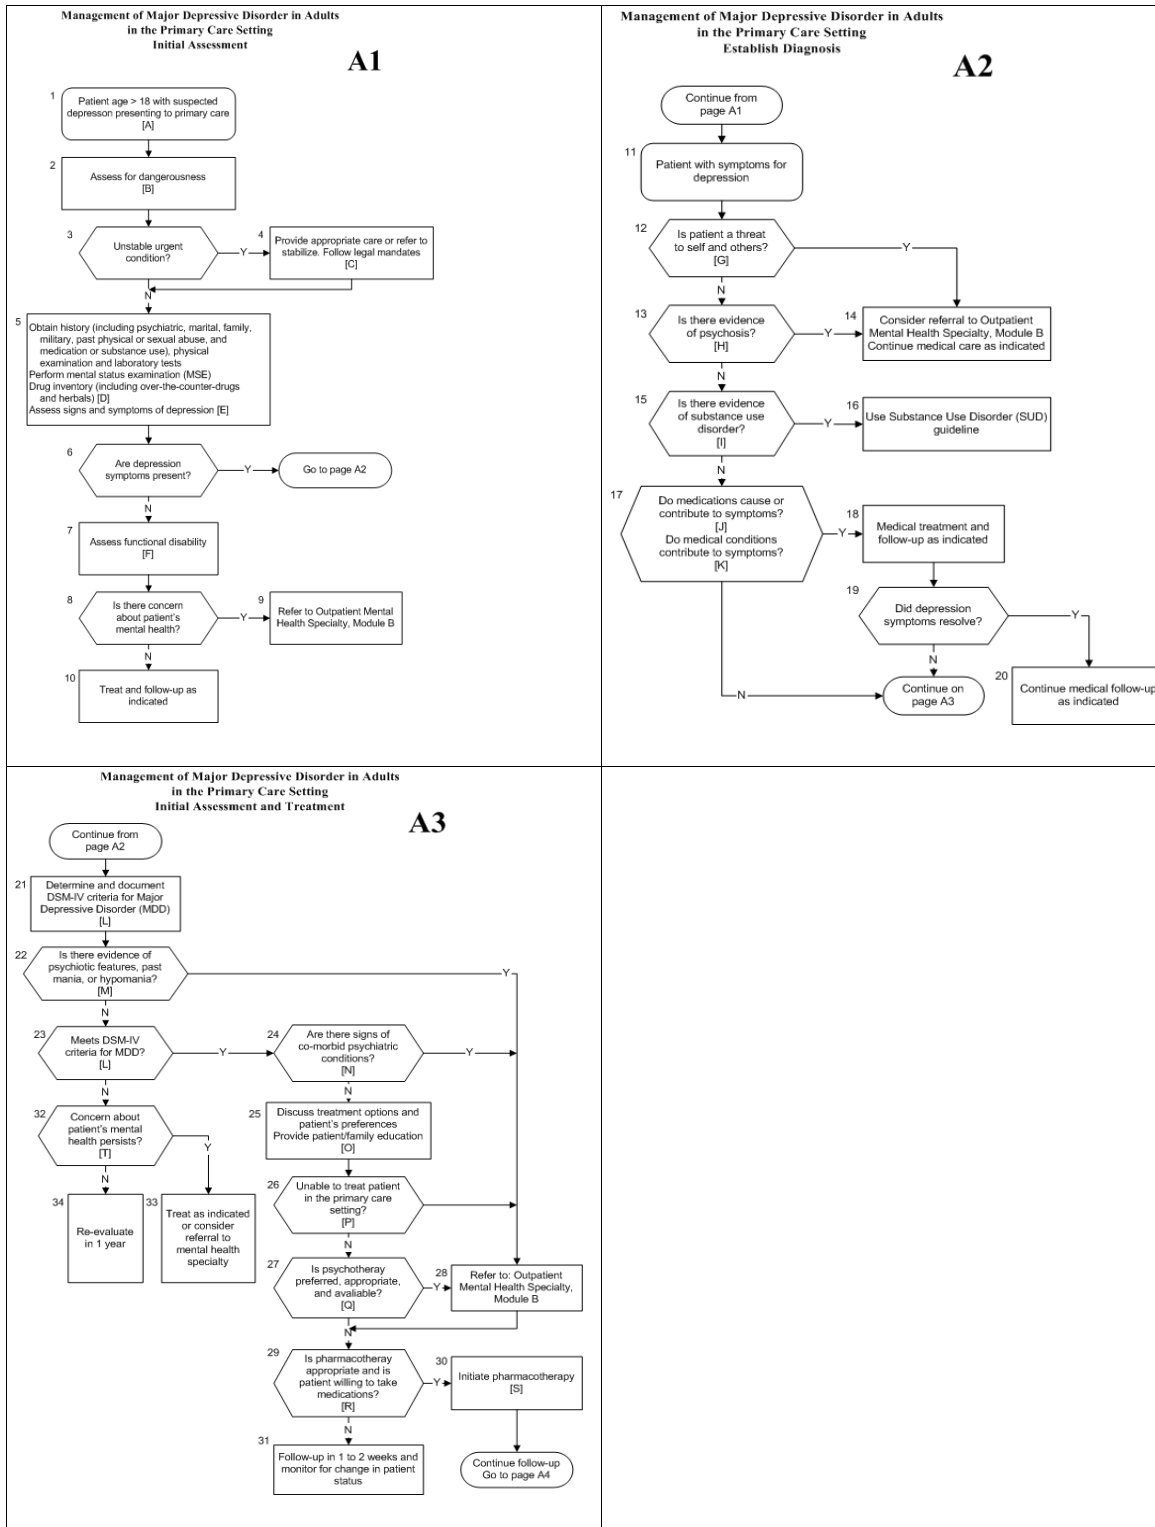 Management of Major Depressive Disorder in Adults
in the Primary Care Setting
Initial Assessment
A1
1
Patient age > 18 with suspected
depresson presenting to primary care
[A]
2
Assess for dangerousness
[B]
3
Unstable urgent
condition?
Y
4
Provide appropriate care or refer to
stabilize. Follow legal mandates
[C]
N
5
Obtain history (including psychiatric, marital, family,
military, past physical or sexual abuse, and
medication or substance use), physical
examination and laboratory tests
Perform mental status examination (MSE)
Drug inventory (including over-the-counter-drugs
and herbals) [D]
Assess signs and symptoms of depression [E]
6
Are depression
symptoms present?
Y
Go to page A2
N
7
Assess functional disability
[F]
8
Is there concern
about patient's
mental health?
Y
9
Refer to Outpatient Mental
Health Specialty, Module B
N
10
Treat and follow-up as
indicated
Management of Major Depressive Disorder in Adults
in the Primary Care Setting
Establish Diagnosis
A2
Continue from
page A1
11
Patient with symptoms for
depression
12
Is patient a threat
to self and others?
[G]
Y
N
13
Is there evidence
of psychosis?
[H]
Y
14
Consider referral to Outpatient
Mental Health Specialty, Module B
Continue medical care as indicated
N
15
Is there evidence
of substance use
disorder?
[I]
Y
16
Use Substance Use Disorder (SUD)
guideline
N
17
Do medications cause or
contribute to symptoms?
[J]
Do medical conditions
contribute to symptoms?
[K]
Y
18
Medical treatment and
follow-up as indicated
19
Did depression
symptoms resolve?
Y
N
N
Continue on
page A3
20
Continue medical follow-up
as indicated
Management of Major Depressive Disorder in Adults
in the Primary Care Setting
Initial Assessment and Treatment
A3
Continue from
page A2
21
Determine and document
DSM-IV criteria for Major
Depressive Disorder (MDD)
[L]
22
Is there evidence of
psychiotic features, past
mania, or hypomania?
[M]
Y
N
23
Meets DSM-IV
criteria for MDD?
[L]
Y
24
Are there signs of
co-morbid psychiatric
conditions?
[N]
Y
N
N
32
Concern about
patient's mental
health persists?
[T]
Y
N
34
Re-evaluate
in 1 year
33
Treat as indicated
or consider
referral to
mental health
specialty
25
Discuss treatment options and
patient's preferences
Provide patient/family education
[O]
26
Unable to treat patient
in the primary care
setting?
[P]
N
27
Is psychotheray
preferred, appropriate,
and avaliable?
[Q]
Y
28
Refer to: Outpatient
Mental Health Specialty,
Module B
N
29
Is pharmacotheray
appropriate and is
patient willing to take
medications?
[R]
Y
30
Initiate pharmacotherapy
[S]
N
31
Follow-up in 1 to 2 weeks and
monitor for change in patient
status
Continue follow-up
Go to page A4